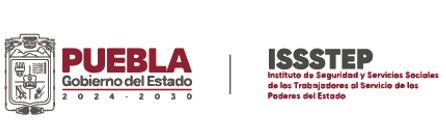 PUEBLA
Gobierno del Estado
2024 - 2030
ISSSTEP
Instituto de Seguridad y Servicios Sociales
de los Trabajadores al Servicio de los
Poderes del Estado